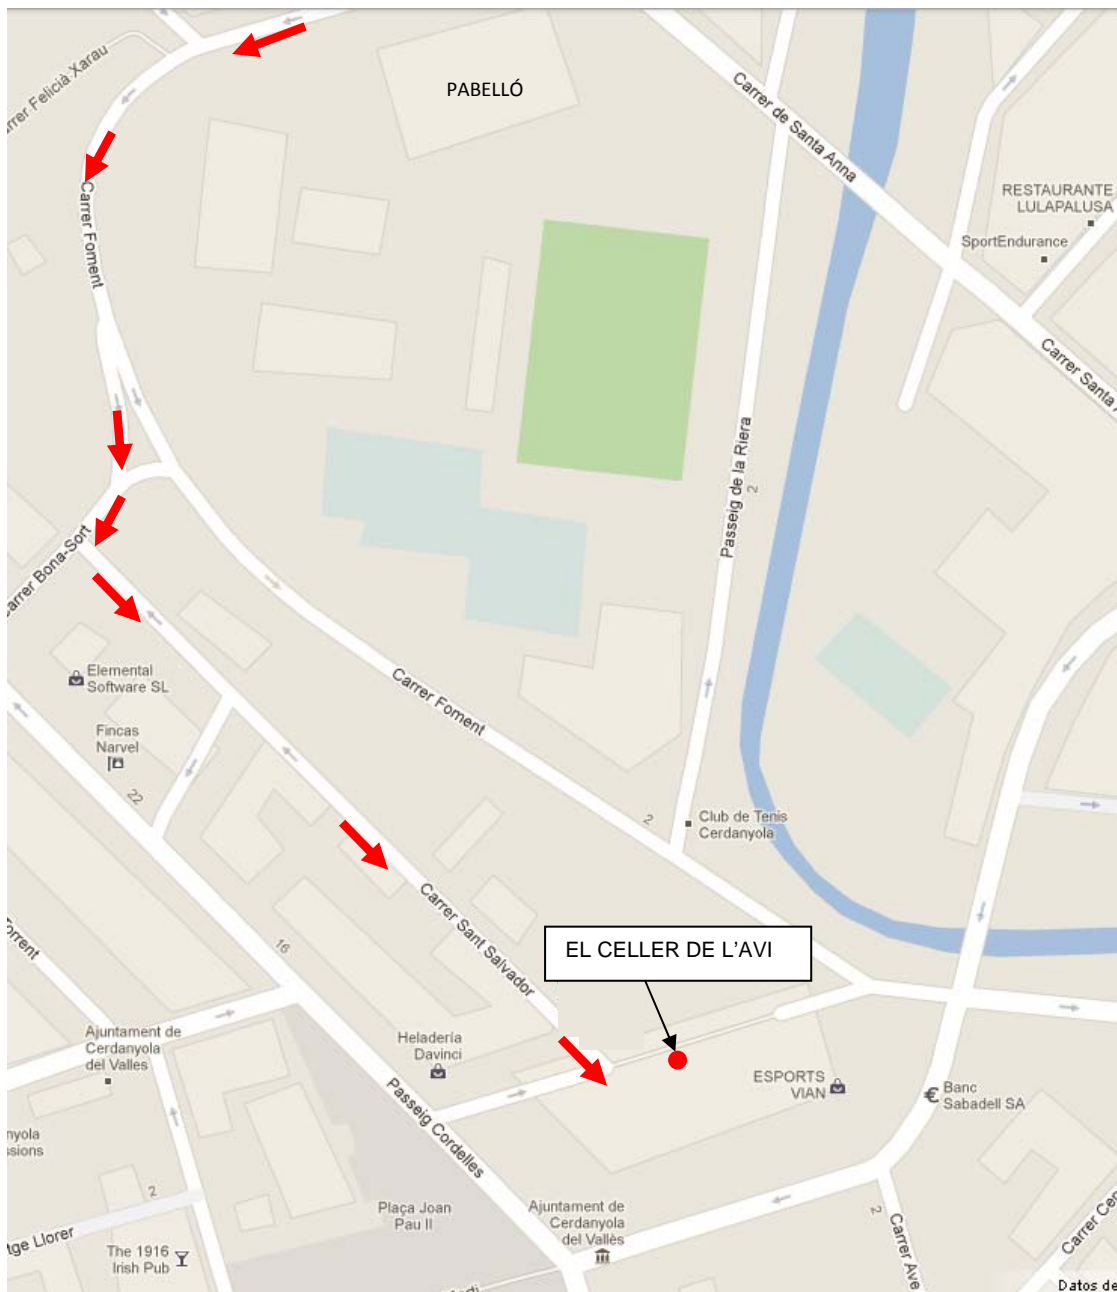 PABELLÓ
Carrer de Santa Anna
RESTAURANTE
LULAPALUSA
SportEndurance
Carrer Foment
Carrer Santa
Passeig de la Riera
2
Carrer Bona-Sort
Elemental
Software SL
Fincas
Narvel
22
Carrer Foment
2
Club de Tenis
Cerdanyola
Carrer Sant Salvador
16
EL CELLER DE L'AVI
Ajuntament de
Cerdanyola
del Valles
Heladería
Davinci
Passeig Cordelles
ESPORTS
VIAN
€
Banc
Sabadell SA
2
Plaça Joan
Pau II
Ajuntament de
Cerdanyola
del Vallès
2
Carrer Ave
The 1916
Irish Pub
Datos de